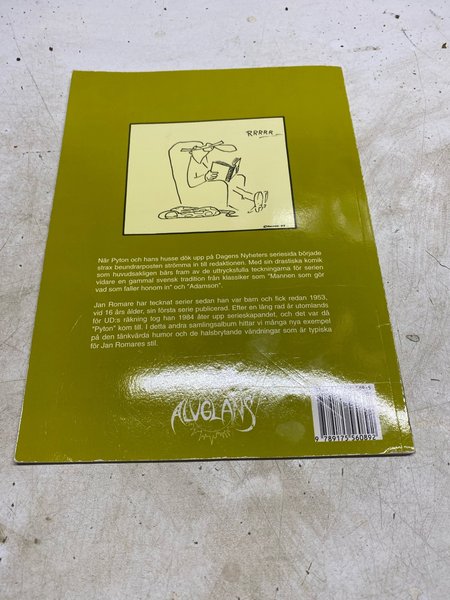 RRRRR
När Pyton och hans husse dök upp på Dagens Nyheters seriesida började
strax beundrarposten strömma in till redaktionen. Med sin drastiska komik
som huvudsakligen bärs fram av de uttrycksfulla teckningarna för serien
vidare en gammal svensk tradition från klassiker som "Mannen som gör
vad som faller honom in" och "Adamson".
Jan Romare har tecknat serier sedan han var barn och fick redan 1953,
vid 16 års ålder, sin första serie publicerad. Efter en lång rad år utomlands
för UD:s räkning tog han 1984 åter upp seriesskapandet, och det var då
"Pyton" kom till. I detta andra samlingsalbum hittar vi många nya exempel
på den tänkvärda humor och de halsbrytande vändningar som är typiska
för Jan Romares stil.
ALVGLANS
9 789175 560892